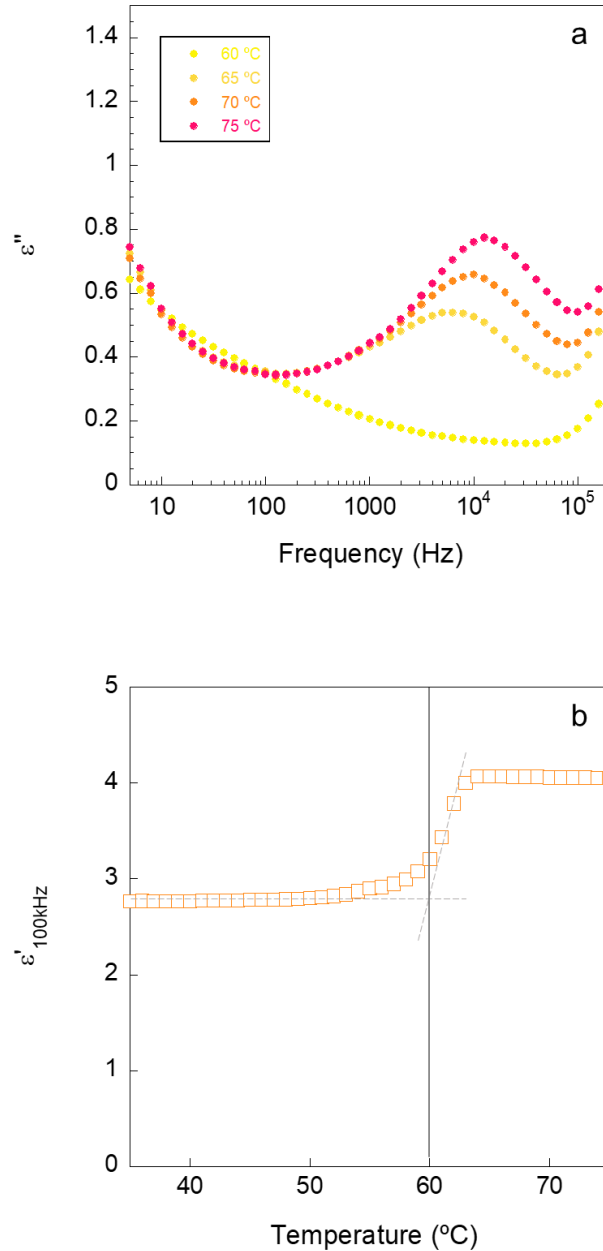 a
1.4
1.2
1
0.8
0.6
0.4
0.2
0
ε"
60 ºC
65 ºC
70 ºC
75 ºC
10
100
1000
10⁴
10⁵
Frequency (Hz)
b
5
4
3
2
1
0
ε'100kHz
40
50
60
70
Temperature (ºC)